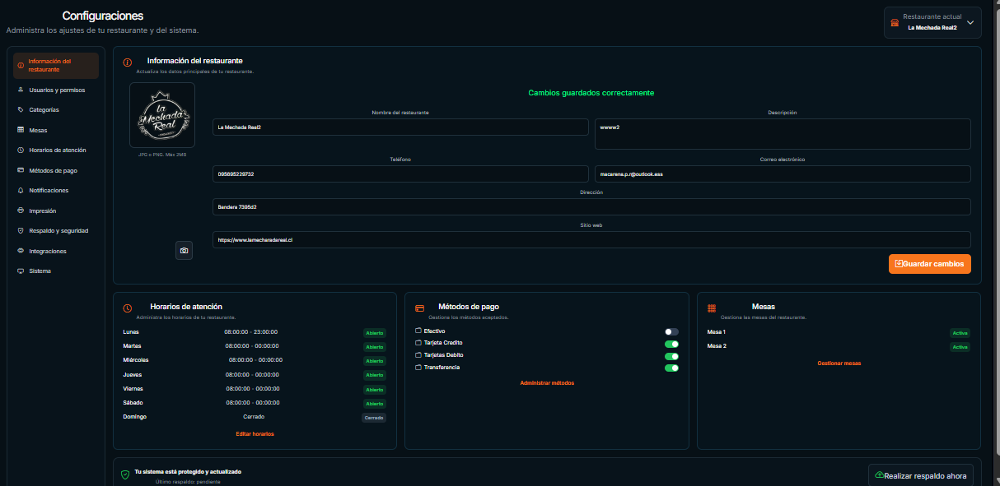 Configuraciones
Administra los ajustes de tu restaurante y del sistema.
Restaurante actual
La Mechada Real2
Información del
restaurante
Usuarios y permisos
Categorías
Mesas
Horarios de atención
Métodos de pago
Notificaciones
Impresión
Respaldo y seguridad
Integraciones
Sistema
Información del restaurante
Actualiza los datos principales de tu restaurante.
la
Mechada
Real
JPG o PNG. Máx 2MB
Cambios guardados correctamente
Nombre del restaurante
La Mechada Real2
Descripción
wwww2
Teléfono
095695229732
Correo electrónico
macarena.p.r@outlook.ess
Dirección
Bandera 7395d2
Sitio web
https://www.lamecharadareal.cl
Guardar cambios
Horarios de atención
Administra los horarios de tu restaurante.
Lunes 08:00:00 - 23:00:00 Abierto
Martes 08:00:00 - 00:00:00 Abierto
Miércoles 08:00:00 - 00:00:00 Abierto
Jueves 08:00:00 - 00:00:00 Abierto
Viernes 08:00:00 - 00:00:00 Abierto
Sábado 08:00:00 - 00:00:00 Abierto
Domingo Cerrado Cerrado
Editar horarios
Métodos de pago
Gestiona los métodos aceptados.
Efectivo
Tarjeta Credito
Tarjetas Debito
Transferencia
Administrar métodos
Mesas
Gestiona las mesas del restaurante.
Mesa 1 Activa
Mesa 2 Activa
Gestionar mesas
Tu sistema está protegido y actualizado
Último respaldo: pendiente
Realizar respaldo ahora